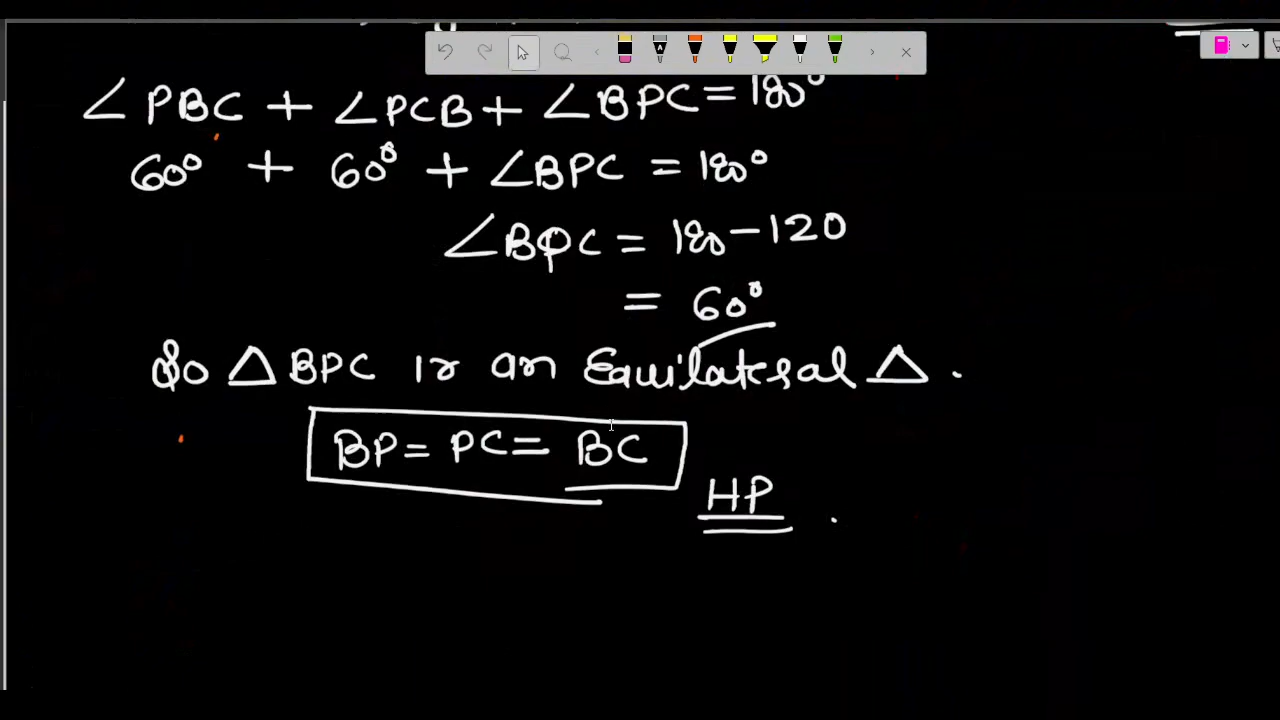 ∠PBC + ∠PCB + ∠BPC = 180°
60° + 60° + ∠BPC = 180°
∠BPC = 180 - 120
= 60°
So △ BPC is an Equilateral △ .
BP = PC = BC
HP .